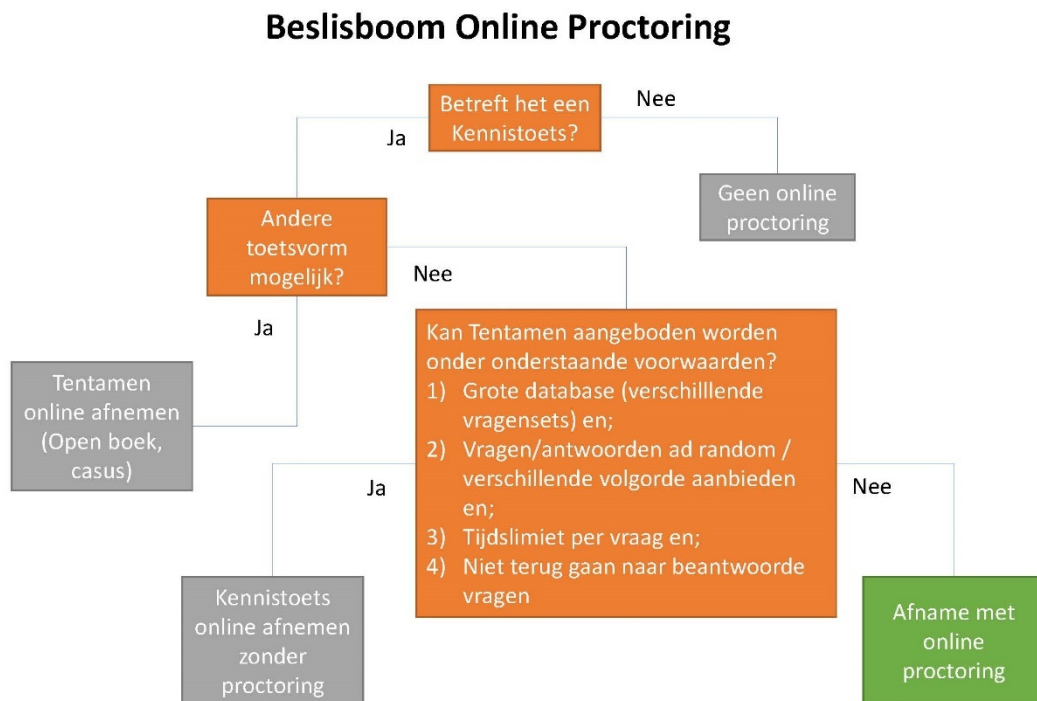 Beslisboom Online Proctoring
Betreft het een
Kennistoets?
Nee
Ja
Geen online
proctoring
Andere
toetsvorm
mogelijk?
Nee
Ja
Kan Tentamen aangeboden worden
onder onderstaande voorwaarden?
1) Grote database (verschilllende
vragensets) en;
2) Vragen/antwoorden ad random /
verschillende volgorde aanbieden
en;
3) Tijdslimiet per vraag en;
4) Niet terug gaan naar beantwoorde
vragen
Tentamen
online afnemen
(Open boek,
casus)
Ja
Nee
Kennistoets
online afnemen
zonder
proctoring
Afname met
online
proctoring